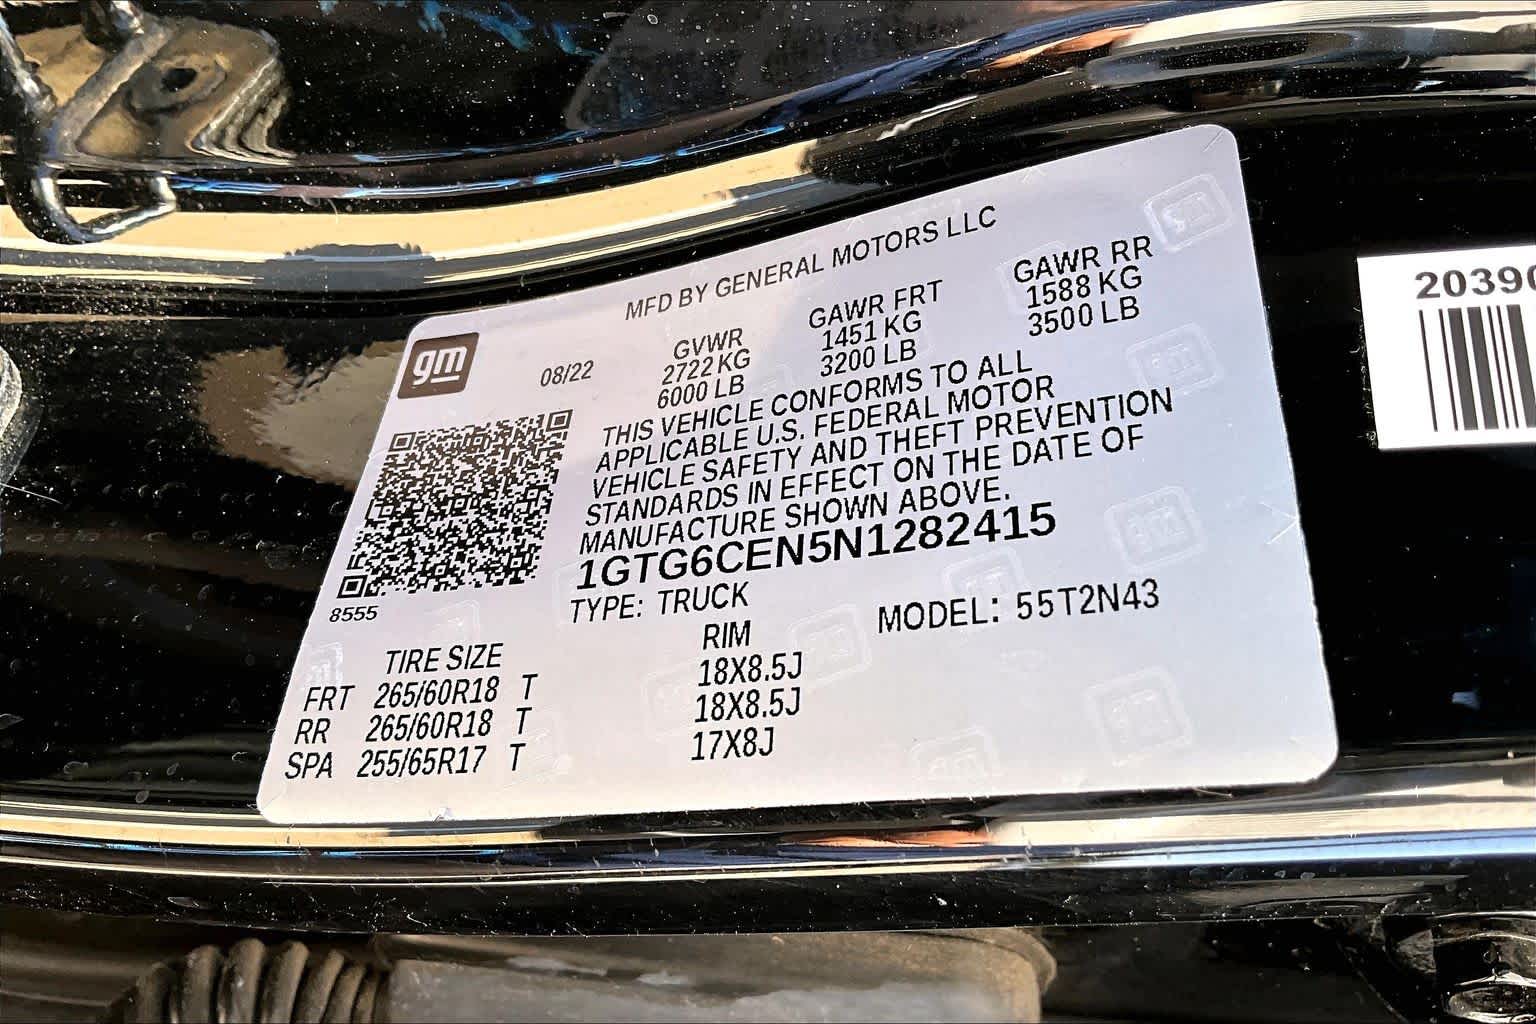 MFD BY GENERAL MOTORS LLC
gm
08/22
GVWR
2722 KG
6000 LB
GAWR FRT
1451 KG
3200 LB
GAWR RR
1588 KG
3500 LB
THIS VEHICLE CONFORMS TO ALL
APPLICABLE U.S. FEDERAL MOTOR
VEHICLE SAFETY AND THEFT PREVENTION
STANDARDS IN EFFECT ON THE DATE OF
MANUFACTURE SHOWN ABOVE.
1GTG6CEN5N1282415
8555
TYPE: TRUCK
MODEL: 55T2N43
TIRE SIZE RIM
FRT 265/60R18 T 18X8.5J
RR 265/60R18 T 18X8.5J
SPA 255/65R17 T 17X8J